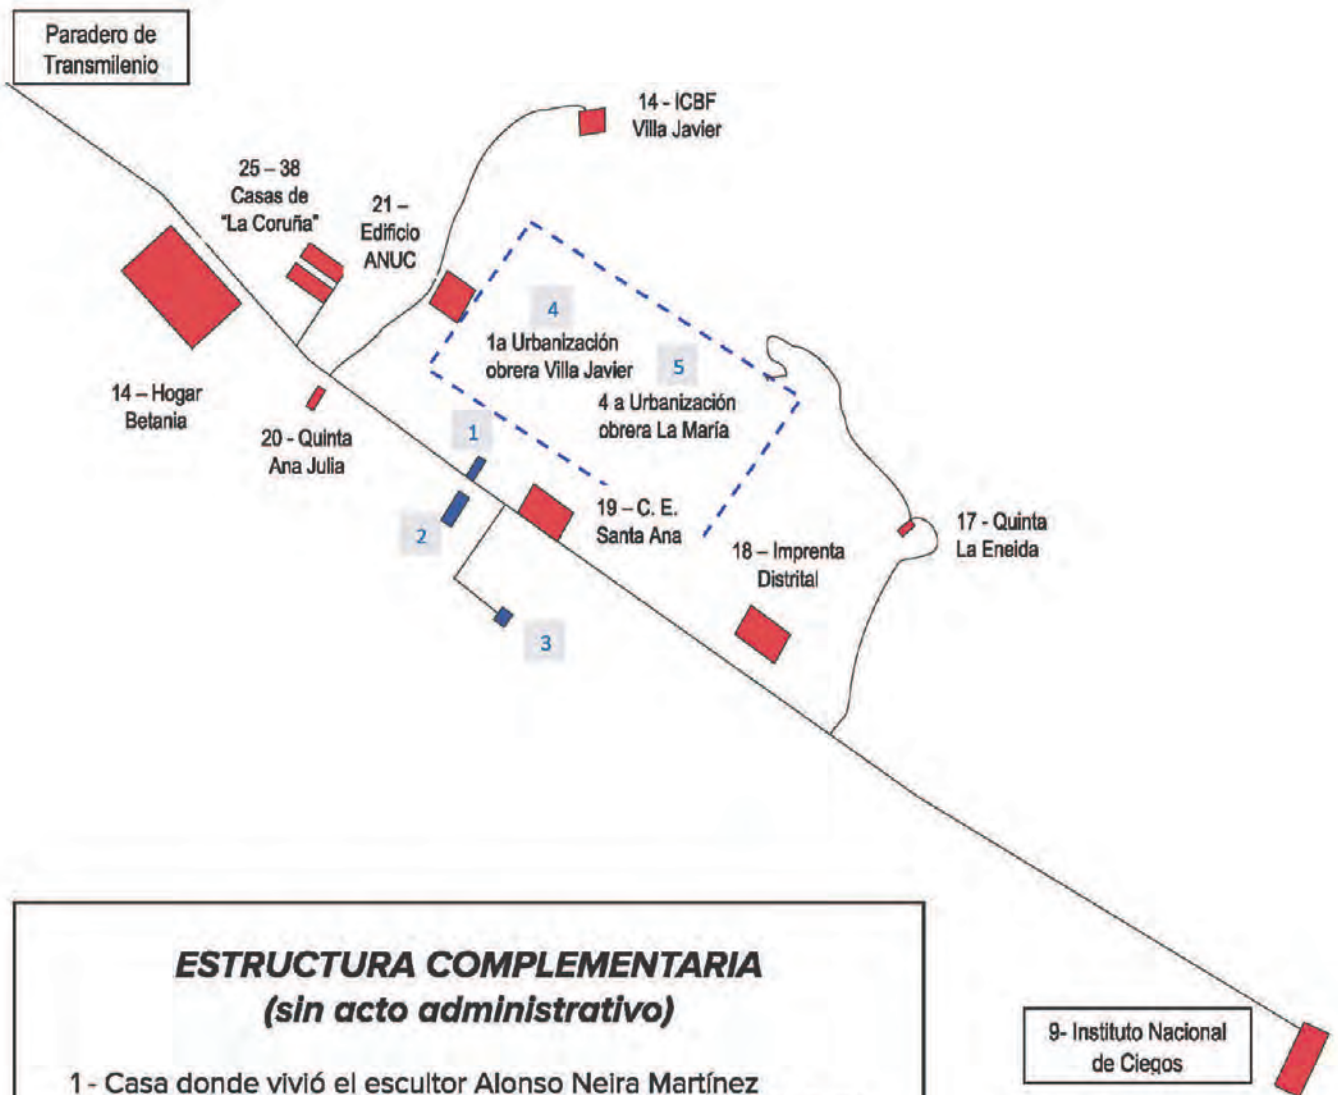 Paradero de
Transmilenio
14 - ICBF
Villa Javier
25 – 38
Casas de
"La Coruña"
21 –
Edificio
ANUC
4
1a Urbanización
obrera Villa Javier
5
4 a Urbanización
obrera La María
14 – Hogar
Betania
20 - Quinta
Ana Julia
1
2
19 – C. E.
Santa Ana
17 - Quinta
La Eneida
18 – Imprenta
Distrital
3
ESTRUCTURA COMPLEMENTARIA
(sin acto administrativo)
1 - Casa donde vivió el escultor Alonso Neira Martínez
9- Instituto Nacional
de Ciegos